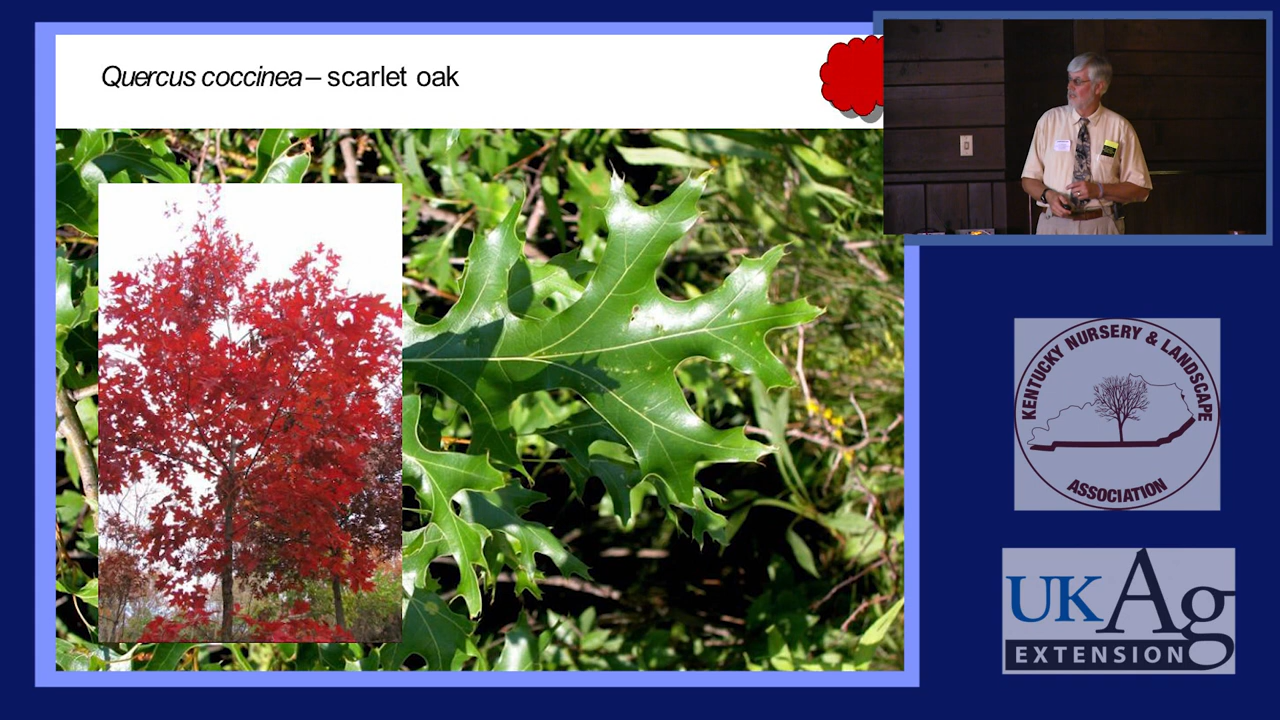 Quercus coccinea – scarlet oak
KENTUCKY NURSERY & LANDSCAPE
ASSOCIATION
UKAg
EXTENSION